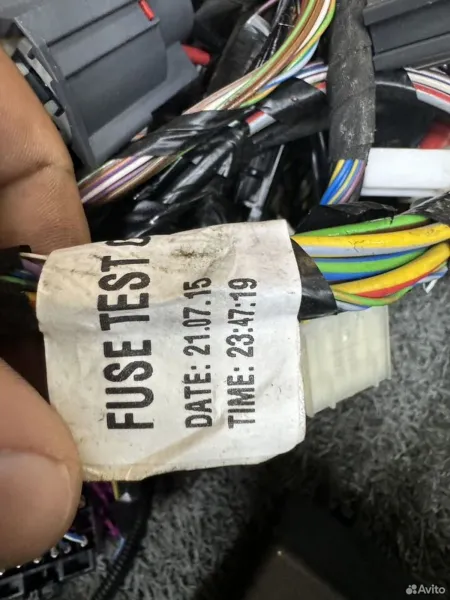 FUSE TEST
DATE: 21.07.15
TIME: 23:47:19
Avito